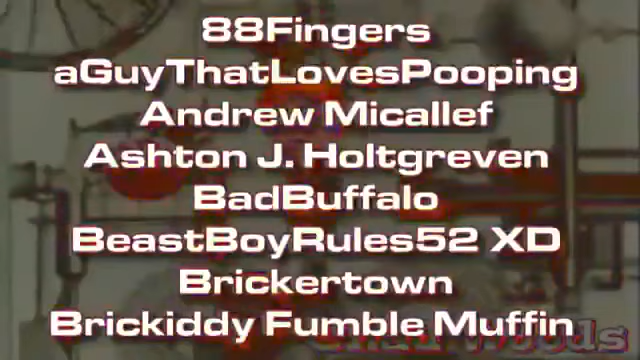 88Fingers
aGuyThatLovesPooping
Andrew Micallef
Ashton J. Holtgreven
BadBuffalo
BeastBoyRules52 XD
Brickertown
Brickiddy Fumble Muffin